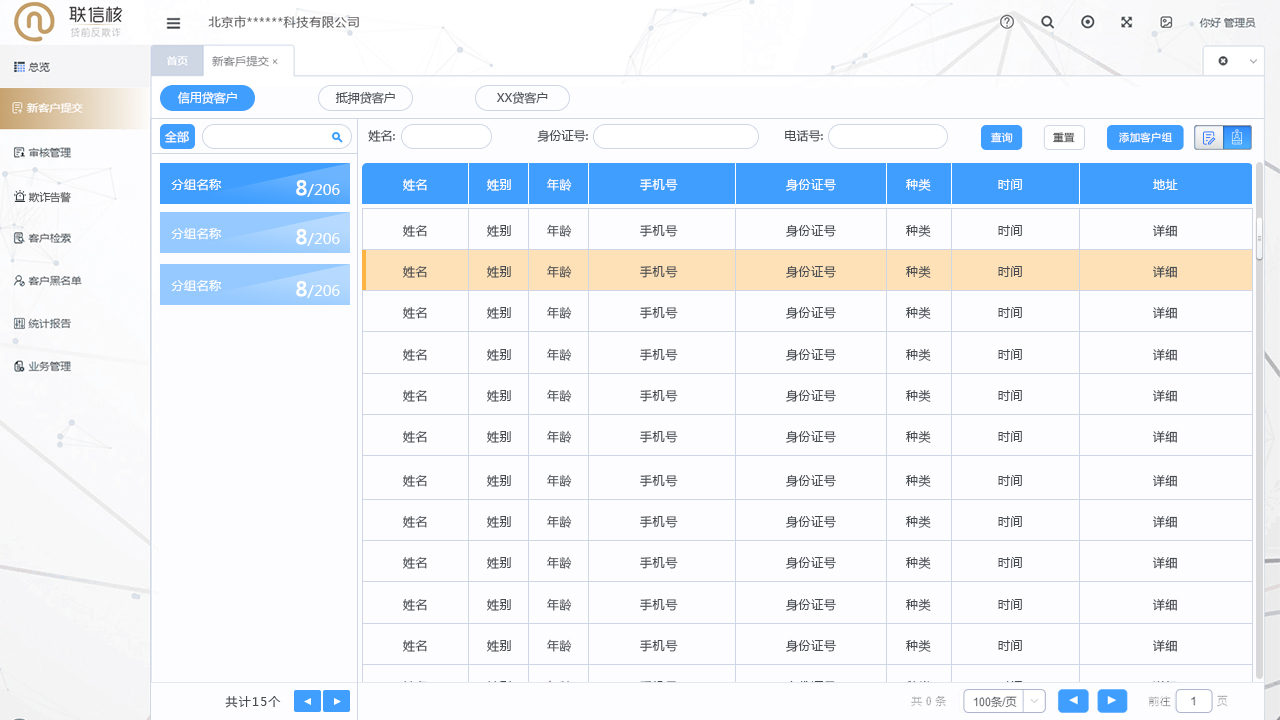 联信核
贷前反欺诈
北京市******科技有限公司
你好 管理员
总览
新客户提交
审核管理
欺诈告警
客户检索
客户黑名单
统计报告
业务管理
首页
新客戶提交 ×
信用贷客户
抵押贷客户
XX贷客户
全部
姓名:
身份证号:
电话号:
查询
重置
添加客户组
分组名称 8/206
分组名称 8/206
分组名称 8/206
姓名 姓别 年龄 手机号 身份证号 种类 时间 地址
姓名 姓别 年龄 手机号 身份证号 种类 时间 详细
姓名 姓别 年龄 手机号 身份证号 种类 时间 详细
姓名 姓别 年龄 手机号 身份证号 种类 时间 详细
姓名 姓别 年龄 手机号 身份证号 种类 时间 详细
姓名 姓别 年龄 手机号 身份证号 种类 时间 详细
姓名 姓别 年龄 手机号 身份证号 种类 时间 详细
姓名 姓别 年龄 手机号 身份证号 种类 时间 详细
姓名 姓别 年龄 手机号 身份证号 种类 时间 详细
姓名 姓别 年龄 手机号 身份证号 种类 时间 详细
姓名 姓别 年龄 手机号 身份证号 种类 时间 详细
姓名 姓别 年龄 手机号 身份证号 种类 时间 详细
共计15个
共 0 条
100条/页
前往 1 页